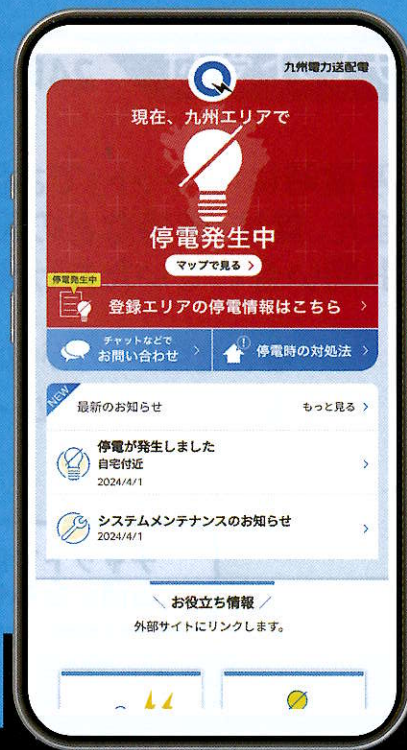 九州電力送配電
現在、九州エリアで
停電発生中
マップで見る
停電発生中
登録エリアの停電情報はこちら
チャットなどで
お問い合わせ
停電時の対処法
NEW
最新のお知らせ
もっと見る
停電が発生しました
自宅付近
2024/4/1
システムメンテナンスのお知らせ
2024/4/1
お役立ち情報
外部サイトにリンクします。